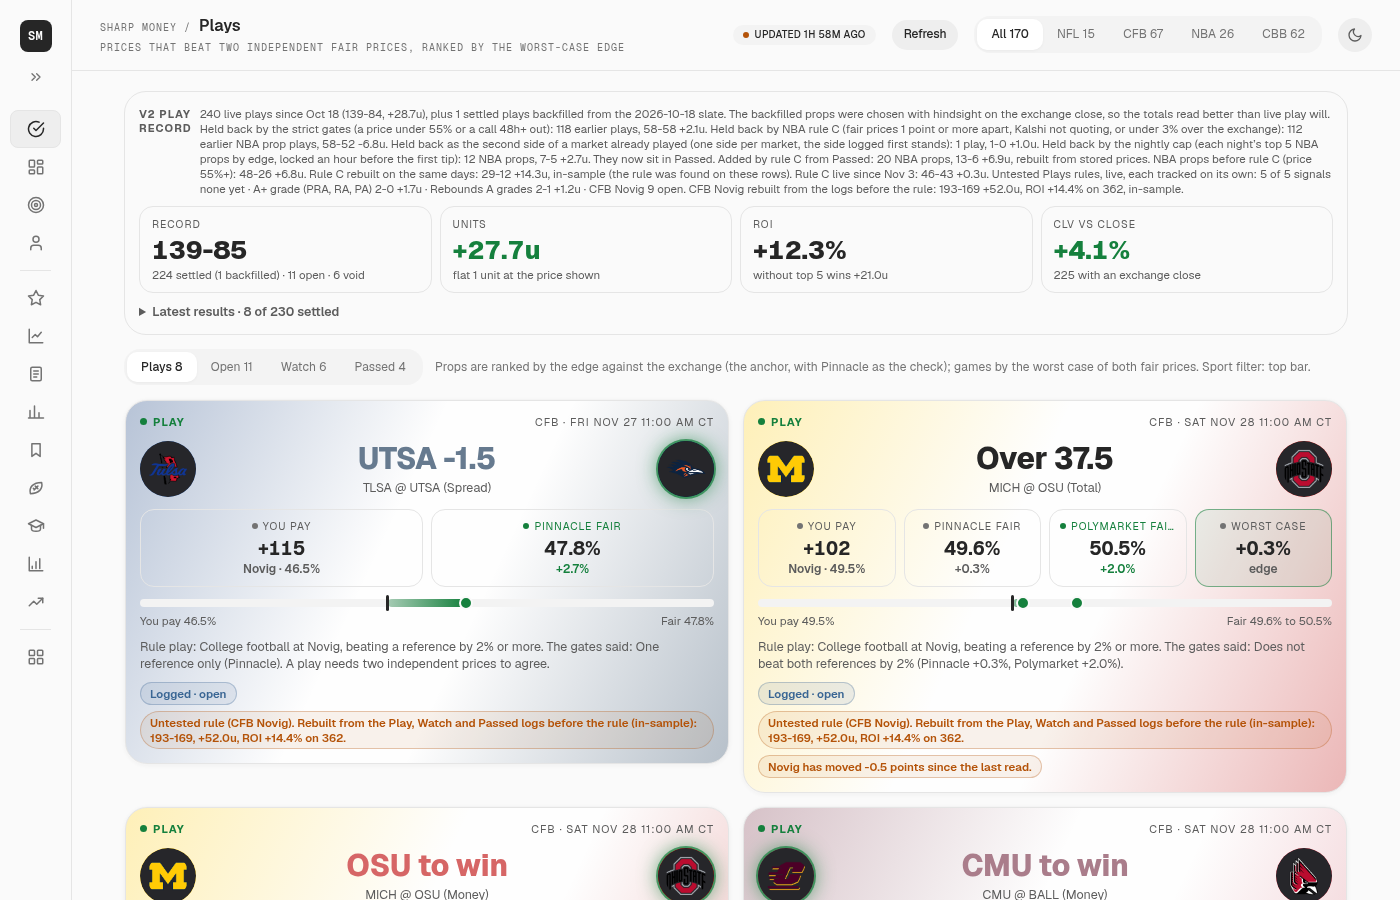 SM
SHARP MONEY / Plays
PRICES THAT BEAT TWO INDEPENDENT FAIR PRICES, RANKED BY THE WORST-CASE EDGE
UPDATED 1H 58M AGO
Refresh
All 170 NFL 15 CFB 67 NBA 26 CBB 62
V2 PLAY RECORD
240 live plays since Oct 18 (139-84, +28.7u), plus 1 settled plays backfilled from the 2026-10-18 slate. The backfilled props were chosen with hindsight on the exchange close, so the totals read better than live play will.
Held back by the strict gates (a price under 55% or a call 48h+ out): 118 earlier plays, 58-58 +2.1u. Held back by NBA rule C (fair prices 1 point or more apart, Kalshi not quoting, or under 3% over the exchange): 112
earlier NBA prop plays, 58-52 -6.8u. Held back as the second side of a market already played (one side per market, the side logged first stands): 1 play, 1-0 +1.0u. Held back by the nightly cap (each night's top 5 NBA
props by edge, locked an hour before the first tip): 12 NBA props, 7-5 +2.7u. They now sit in Passed. Added by rule C from Passed: 20 NBA props, 13-6 +6.9u, rebuilt from stored prices. NBA props before rule C (price
55%+): 48-26 +6.8u. Rule C rebuilt on the same days: 29-12 +14.3u, in-sample (the rule was found on these rows). Rule C live since Nov 3: 46-43 +0.3u. Untested Plays rules, live, each tracked on its own: 5 of 5 signals
none yet · A+ grade (PRA, RA, PA) 2-0 +1.7u · Rebounds A grades 2-1 +1.2u · CFB Novig 9 open. CFB Novig rebuilt from the logs before the rule: 193-169 +52.0u, ROI +14.4% on 362, in-sample.
RECORD
139-85
224 settled (1 backfilled) · 11 open · 6 void
UNITS
+27.7u
flat 1 unit at the price shown
ROI
+12.3%
without top 5 wins +21.0u
CLV VS CLOSE
+4.1%
225 with an exchange close
Latest results · 8 of 230 settled
Plays 8 Open 11 Watch 6 Passed 4
Props are ranked by the edge against the exchange (the anchor, with Pinnacle as the check); games by the worst case of both fair prices. Sport filter: top bar.
PLAY
CFB · FRI NOV 27 11:00 AM CT
Tulsa
UTSA -1.5
TLSA @ UTSA (Spread)
YOU PAY
+115
Novig · 46.5%
PINNACLE FAIR
47.8%
+2.7%
You pay 46.5%
Fair 47.8%
Rule play: College football at Novig, beating a reference by 2% or more. The gates said: One
reference only (Pinnacle). A play needs two independent prices to agree.
Logged · open
Untested rule (CFB Novig). Rebuilt from the Play, Watch and Passed logs before the rule (in-sample):
193-169, +52.0u, ROI +14.4% on 362.
PLAY
CFB · SAT NOV 28 11:00 AM CT
M
Over 37.5
MICH @ OSU (Total)
OHIO STATE
YOU PAY
+102
Novig · 49.5%
PINNACLE FAIR
49.6%
+0.3%
POLYMARKET FAI...
50.5%
+2.0%
WORST CASE
+0.3%
edge
You pay 49.5%
Fair 49.6% to 50.5%
Rule play: College football at Novig, beating a reference by 2% or more. The gates said: Does not
beat both references by 2% (Pinnacle +0.3%, Polymarket +2.0%).
Logged · open
Untested rule (CFB Novig). Rebuilt from the Play, Watch and Passed logs before the rule (in-sample):
193-169, +52.0u, ROI +14.4% on 362.
Novig has moved -0.5 points since the last read.
PLAY
CFB · SAT NOV 28 11:00 AM CT
M
OSU to win
MICH @ OSU (Money)
OHIO STATE
PLAY
CFB · SAT NOV 28 11:00 AM CT
C
CMU to win
CMU @ BALL (Money)